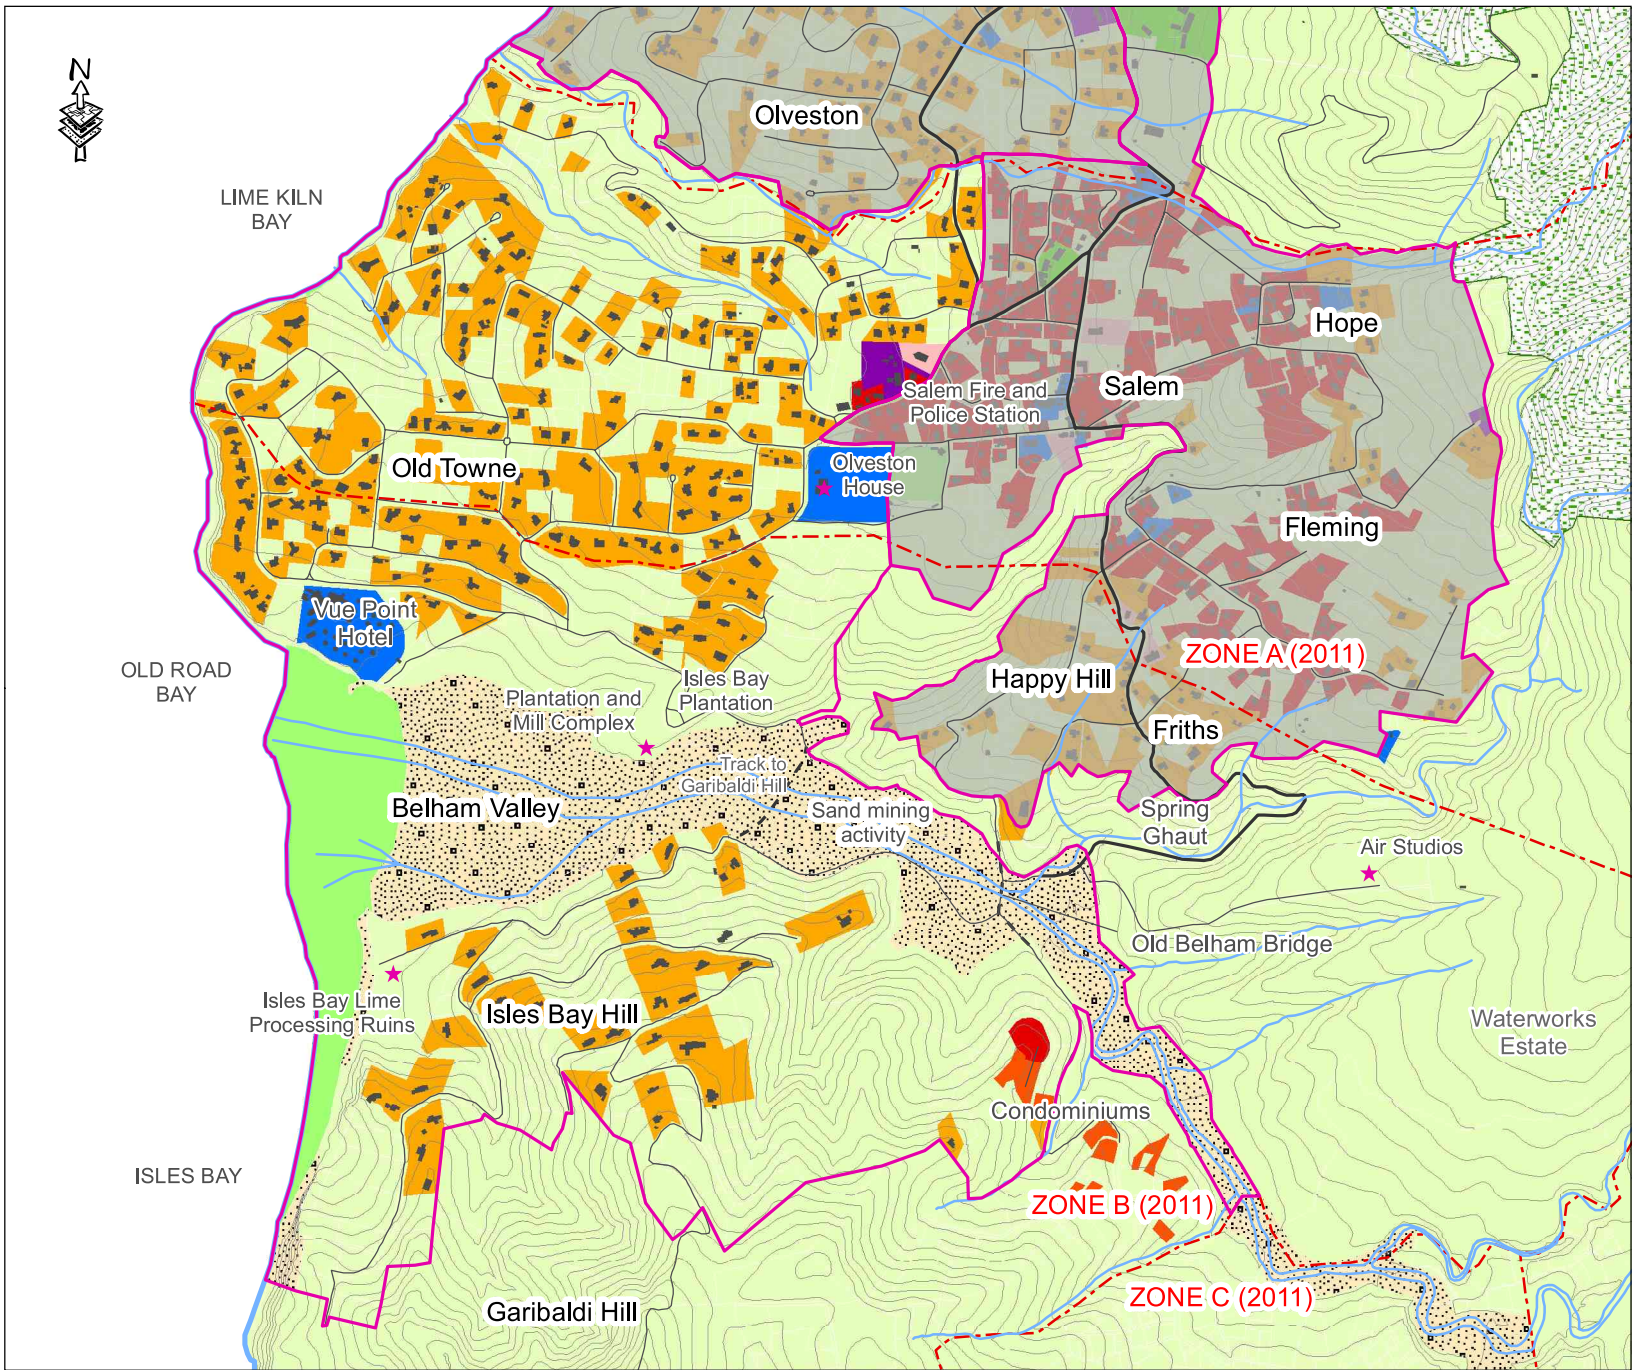 N
Olveston
LIME KILN
BAY
Hope
Salem
Salem Fire and
Police Station
Old Towne
Olveston
House
Fleming
Vue Point
Hotel
ZONE A (2011)
OLD ROAD
BAY
Isles Bay
Plantation
Happy Hill
Plantation and
Mill Complex
Friths
Track to
Garibaldi Hill
Belham Valley
Sand mining
activity
Spring
Ghaut
Air Studios
Old Belham Bridge
Isles Bay Lime
Processing Ruins
Isles Bay Hill
Waterworks
Estate
Condominiums
ISLES BAY
ZONE B (2011)
ZONE C (2011)
Garibaldi Hill